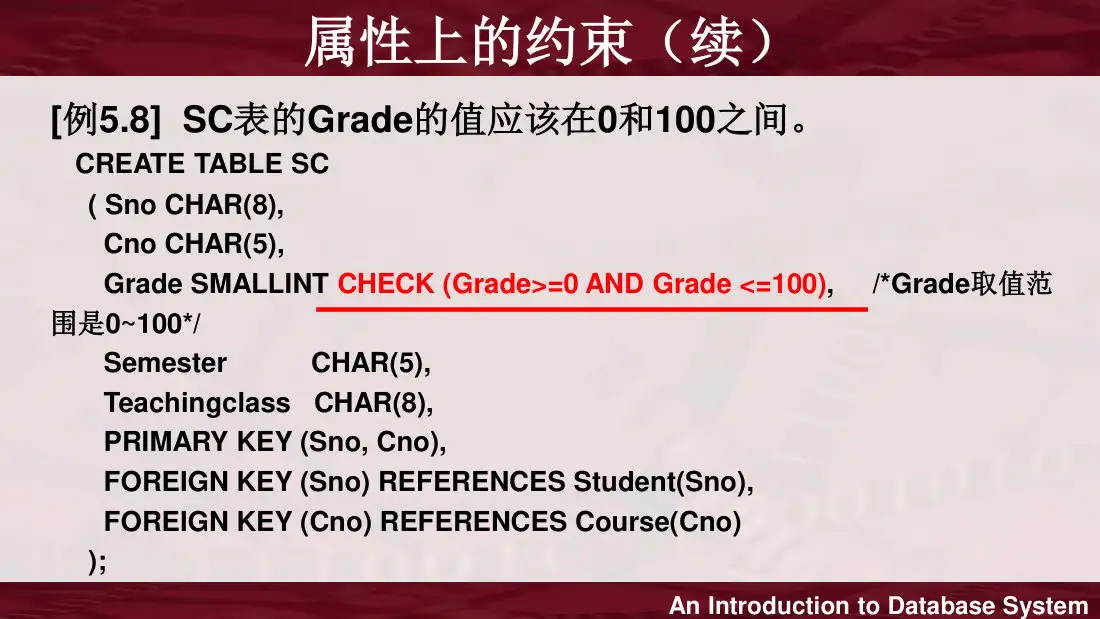 属性上的约束（续）
[例5.8] SC表的Grade的值应该在0和100之间。
CREATE TABLE SC
( Sno CHAR(8),
Cno CHAR(5),
Grade SMALLINT CHECK (Grade>=0 AND Grade <=100), /*Grade取值范
围是0~100*/
Semester CHAR(5),
Teachingclass CHAR(8),
PRIMARY KEY (Sno, Cno),
FOREIGN KEY (Sno) REFERENCES Student(Sno),
FOREIGN KEY (Cno) REFERENCES Course(Cno)
);
An Introduction to Database System